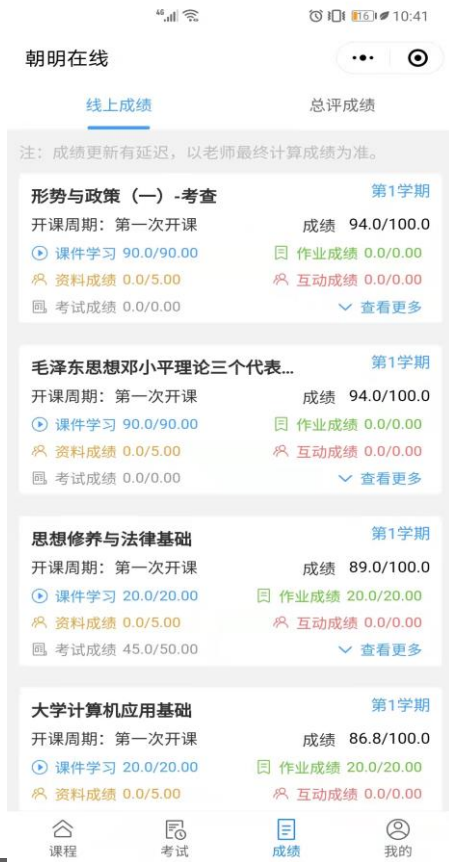 46 16 10:41
朝明在线
线上成绩 总评成绩
注：成绩更新有延迟，以老师最终计算成绩为准。
形势与政策（一）-考查 第1学期
开课周期：第一次开课 成绩 94.0/100.0
课件学习 90.0/90.00 作业成绩 0.0/0.00
资料成绩 0.0/5.00 互动成绩 0.0/0.00
考试成绩 0.0/0.00 查看更多
毛泽东思想邓小平理论三个代表... 第1学期
开课周期：第一次开课 成绩 94.0/100.0
课件学习 90.0/90.00 作业成绩 0.0/0.00
资料成绩 0.0/5.00 互动成绩 0.0/0.00
考试成绩 0.0/0.00 查看更多
思想修养与法律基础 第1学期
开课周期：第一次开课 成绩 89.0/100.0
课件学习 20.0/20.00 作业成绩 20.0/20.00
资料成绩 0.0/5.00 互动成绩 0.0/0.00
考试成绩 45.0/50.00 查看更多
大学计算机应用基础 第1学期
开课周期：第一次开课 成绩 86.8/100.0
课件学习 20.0/20.00 作业成绩 20.0/20.00
资料成绩 0.0/5.00 互动成绩 0.0/0.00
课程 考试 成绩 我的